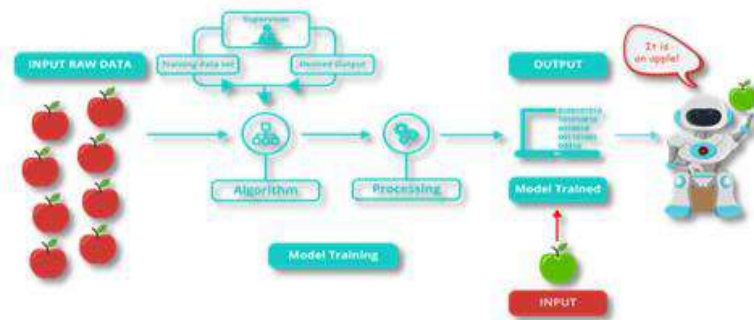 Supervisor
Training data set
Desired Output
INPUT RAW DATA
OUTPUT
It is
an apple!
Algorithm
Processing
Model Trained
Model Training
INPUT